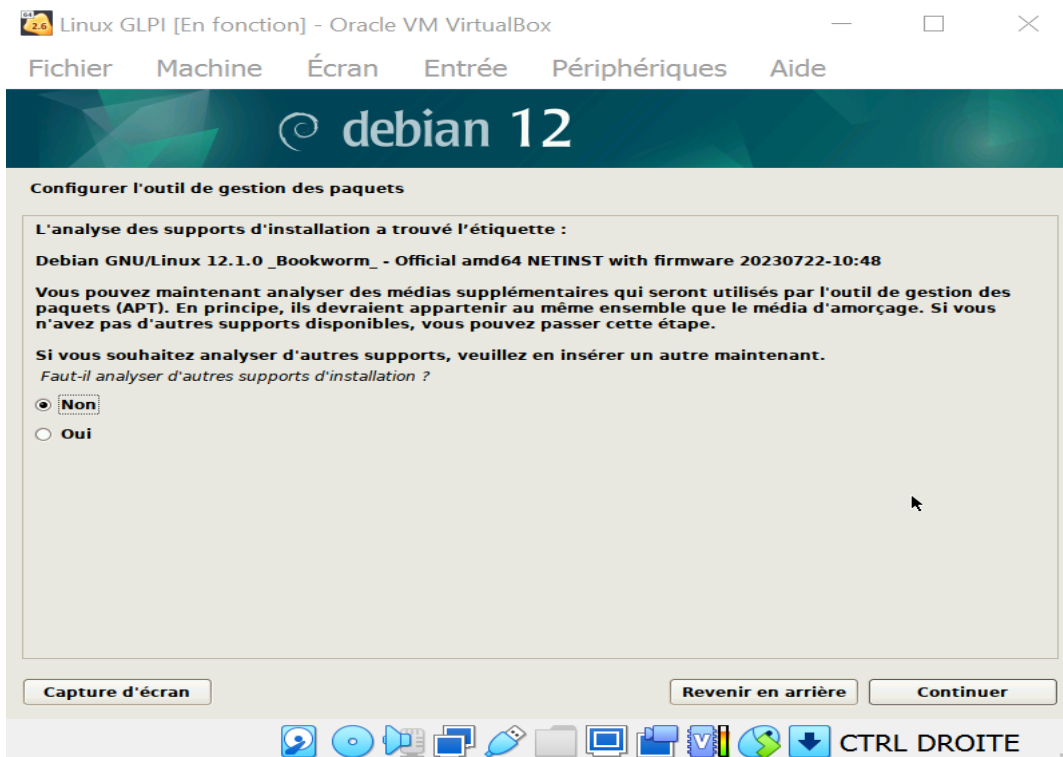 Linux GLPI [En fonction] - Oracle VM VirtualBox
Fichier Machine Écran Entrée Périphériques Aide
debian 12
Configurer l'outil de gestion des paquets
L'analyse des supports d'installation a trouvé l’étiquette :
Debian GNU/Linux 12.1.0 _Bookworm_ - Official amd64 NETINST with firmware 20230722-10:48
Vous pouvez maintenant analyser des médias supplémentaires qui seront utilisés par l'outil de gestion des
paquets (APT). En principe, ils devraient appartenir au même ensemble que le média d'amorçage. Si vous
n'avez pas d'autres supports disponibles, vous pouvez passer cette étape.
Si vous souhaitez analyser d'autres supports, veuillez en insérer un autre maintenant.
Faut-il analyser d'autres supports d'installation ?
Non
Oui
Capture d'écran Revenir en arrière Continuer
CTRL DROITE